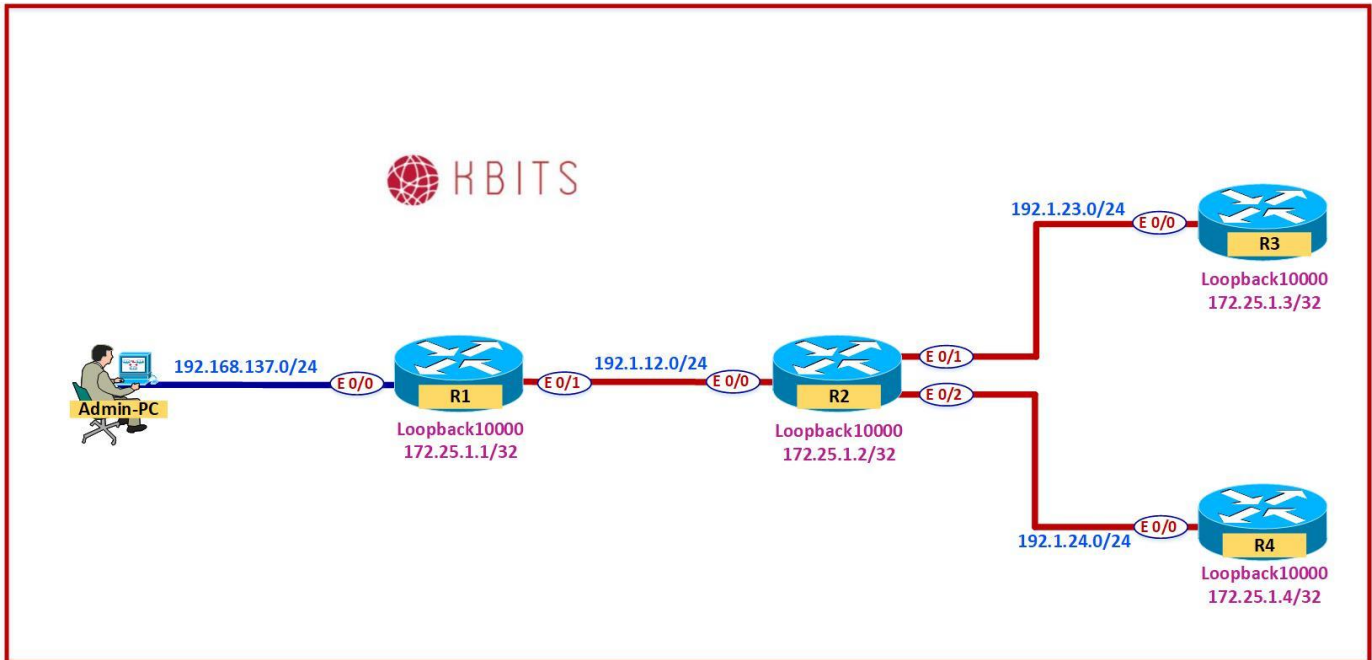 KBITS
192.1.23.0/24
E 0/0
R3
Loopback10000
172.25.1.3/32
192.168.137.0/24
E 0/0
R1
E 0/1
192.1.12.0/24
E 0/0
R2
E 0/1
E 0/2
Admin-PC
Loopback10000
172.25.1.1/32
Loopback10000
172.25.1.2/32
192.1.24.0/24
E 0/0
R4
Loopback10000
172.25.1.4/32